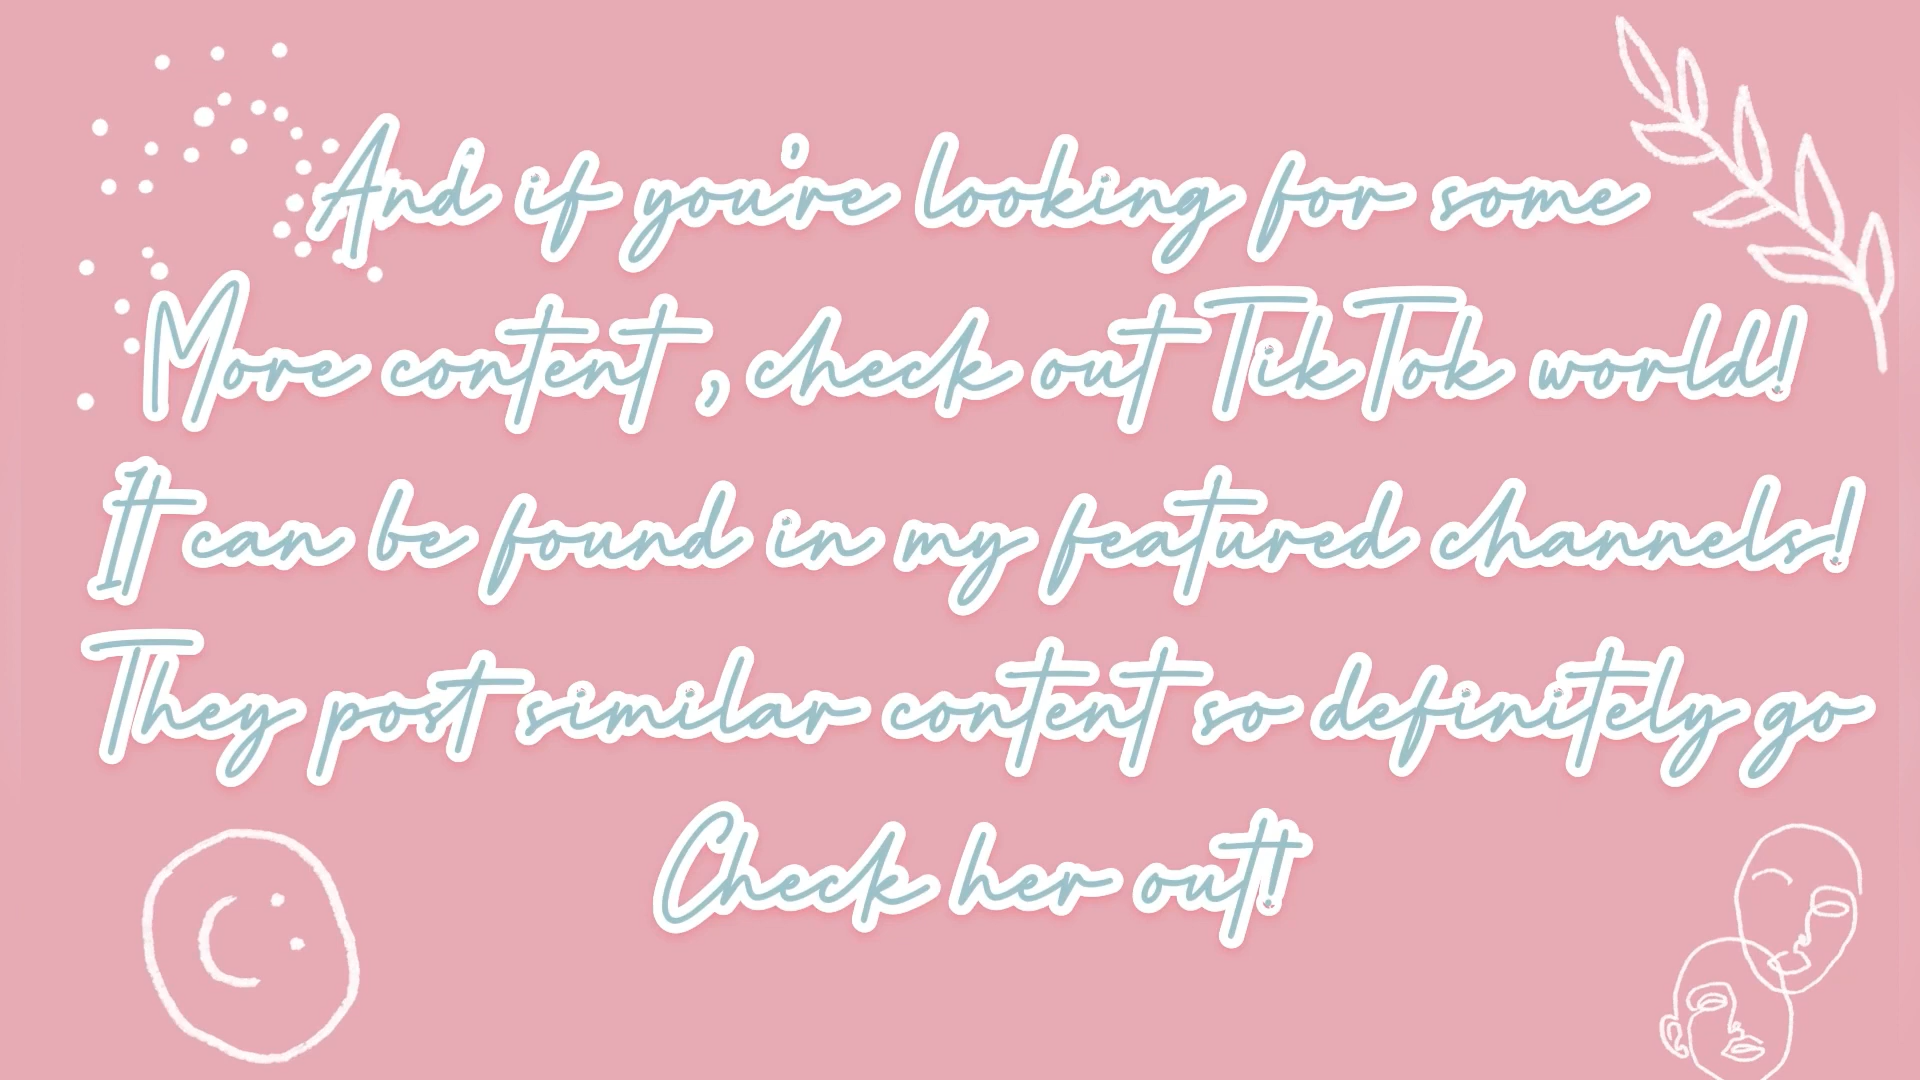 And if you're looking for some
More content, check out TikTok world!
It can be found in my featured channels!
They post similar content so definitely go
Check her out!